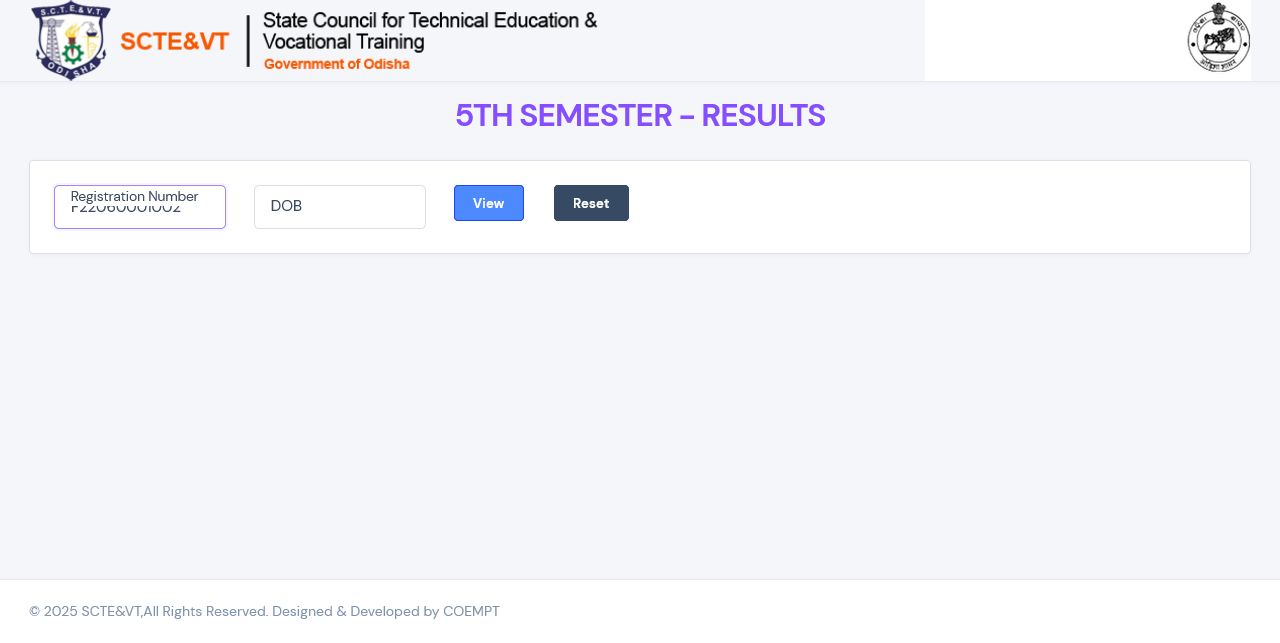 S.C.T.E.&V.T.
ODISHA
SCTE&VT
State Council for Technical Education &
Vocational Training
Government of Odisha
5TH SEMESTER - RESULTS
Registration Number
F22060001002
DOB
View
Reset
© 2025 SCTE&VT,All Rights Reserved. Designed & Developed by COEMPT